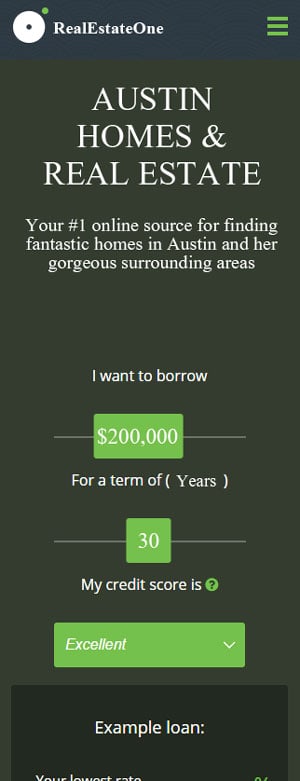 RealEstateOne
AUSTIN
HOMES &
REAL ESTATE
Your #1 online source for finding
fantastic homes in Austin and her
gorgeous surrounding areas
I want to borrow
$200,000
For a term of ( Years )
30
My credit score is ?
Excellent
Example loan:
Your lowest rate %